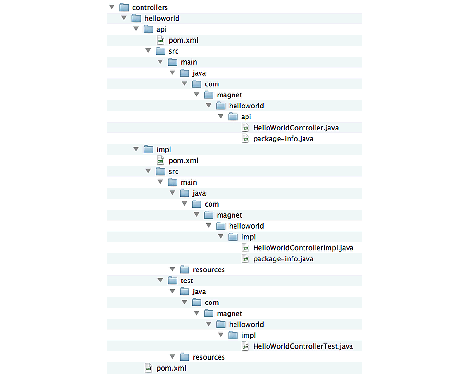 controllers
helloworld
api
pom.xml
src
main
java
com
magnet
helloworld
api
HelloWorldController.java
package-info.java
impl
pom.xml
src
main
java
com
magnet
helloworld
impl
HelloWorldControllerImpl.java
package-info.java
resources
test
java
com
magnet
helloworld
impl
HelloWorldControllerTest.java
resources
pom.xml